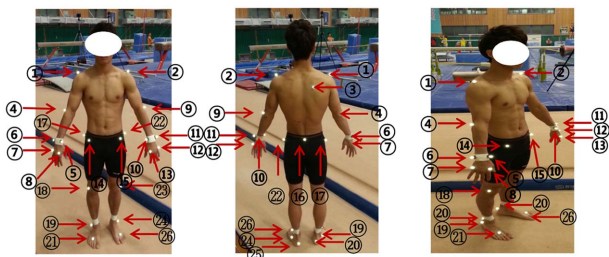 ① ② ① ② ① ②
③
④ ⑨ ⑨ ④ ④ ⑪
⑰ ㉒ ⑫
⑥ ⑪ ⑪ ⑥ ⑭ ⑬
⑦ ⑫ ⑫ ⑦ ⑥ ⑮ ⑩
⑧ ⑤ ⑩ ⑬ ⑩ ⑦ ⑤
⑱ ⑭ ⑮ ㉓ ㉒ ⑯ ⑰ ⑱ ⑧
⑲ ㉔ ㉖ ⑲ ⑳ ⑳ ㉖
㉑ ㉖ ㉔ ⑳ ⑲
㉕ ㉑